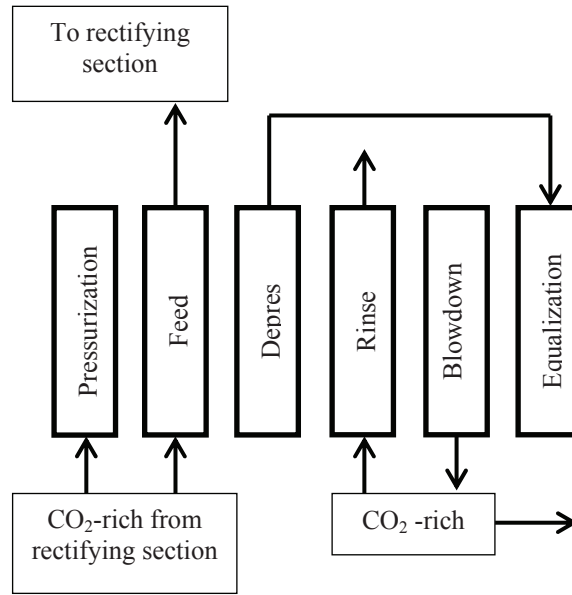 To rectifying
section
Pressurization
Feed
Depres
Rinse
Blowdown
Equalization
CO₂-rich from
rectifying section
CO₂ -rich